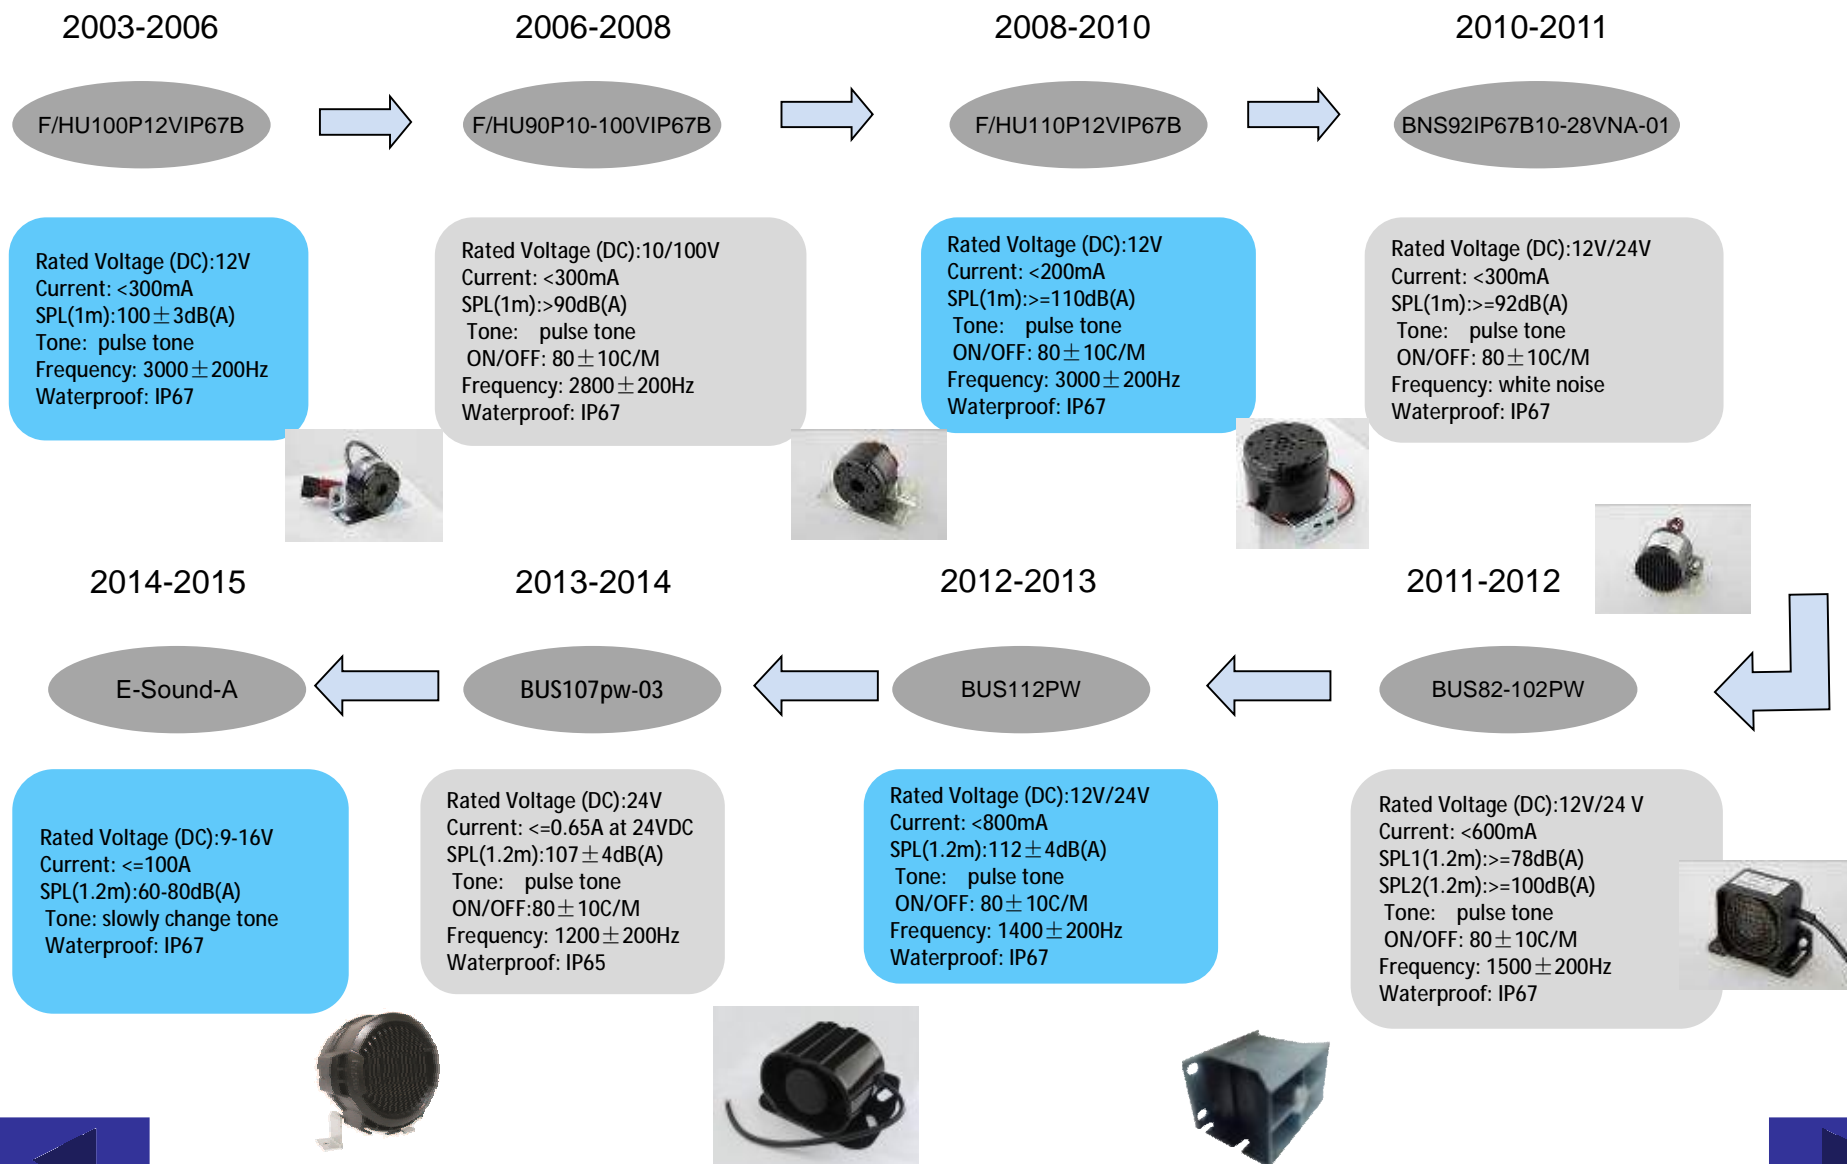 2003-2006
2006-2008
2008-2010
2010-2011
F/HU100P12VIP67B
F/HU90P10-100VIP67B
F/HU110P12VIP67B
BNS92IP67B10-28VNA-01
Rated Voltage (DC):12V
Current: <300mA
SPL(1m):100±3dB(A)
Tone: pulse tone
Frequency: 3000±200Hz
Waterproof: IP67
Rated Voltage (DC):10/100V
Current: <300mA
SPL(1m):>90dB(A)
Tone: pulse tone
ON/OFF: 80±10C/M
Frequency: 2800±200Hz
Waterproof: IP67
Rated Voltage (DC):12V
Current: <200mA
SPL(1m):>=110dB(A)
Tone: pulse tone
ON/OFF: 80±10C/M
Frequency: 3000±200Hz
Waterproof: IP67
Rated Voltage (DC):12V/24V
Current: <300mA
SPL(1m):>=92dB(A)
Tone: pulse tone
ON/OFF: 80±10C/M
Frequency: white noise
Waterproof: IP67
2014-2015
2013-2014
2012-2013
2011-2012
E-Sound-A
BUS107pw-03
BUS112PW
BUS82-102PW
Rated Voltage (DC):9-16V
Current: <=100A
SPL(1.2m):60-80dB(A)
Tone: slowly change tone
Waterproof: IP67
Rated Voltage (DC):24V
Current: <=0.65A at 24VDC
SPL(1.2m):107±4dB(A)
Tone: pulse tone
ON/OFF:80±10C/M
Frequency: 1200±200Hz
Waterproof: IP65
Rated Voltage (DC):12V/24V
Current: <800mA
SPL(1.2m):112±4dB(A)
Tone: pulse tone
ON/OFF: 80±10C/M
Frequency: 1400±200Hz
Waterproof: IP67
Rated Voltage (DC):12V/24 V
Current: <600mA
SPL1(1.2m):>=78dB(A)
SPL2(1.2m):>=100dB(A)
Tone: pulse tone
ON/OFF: 80±10C/M
Frequency: 1500±200Hz
Waterproof: IP67